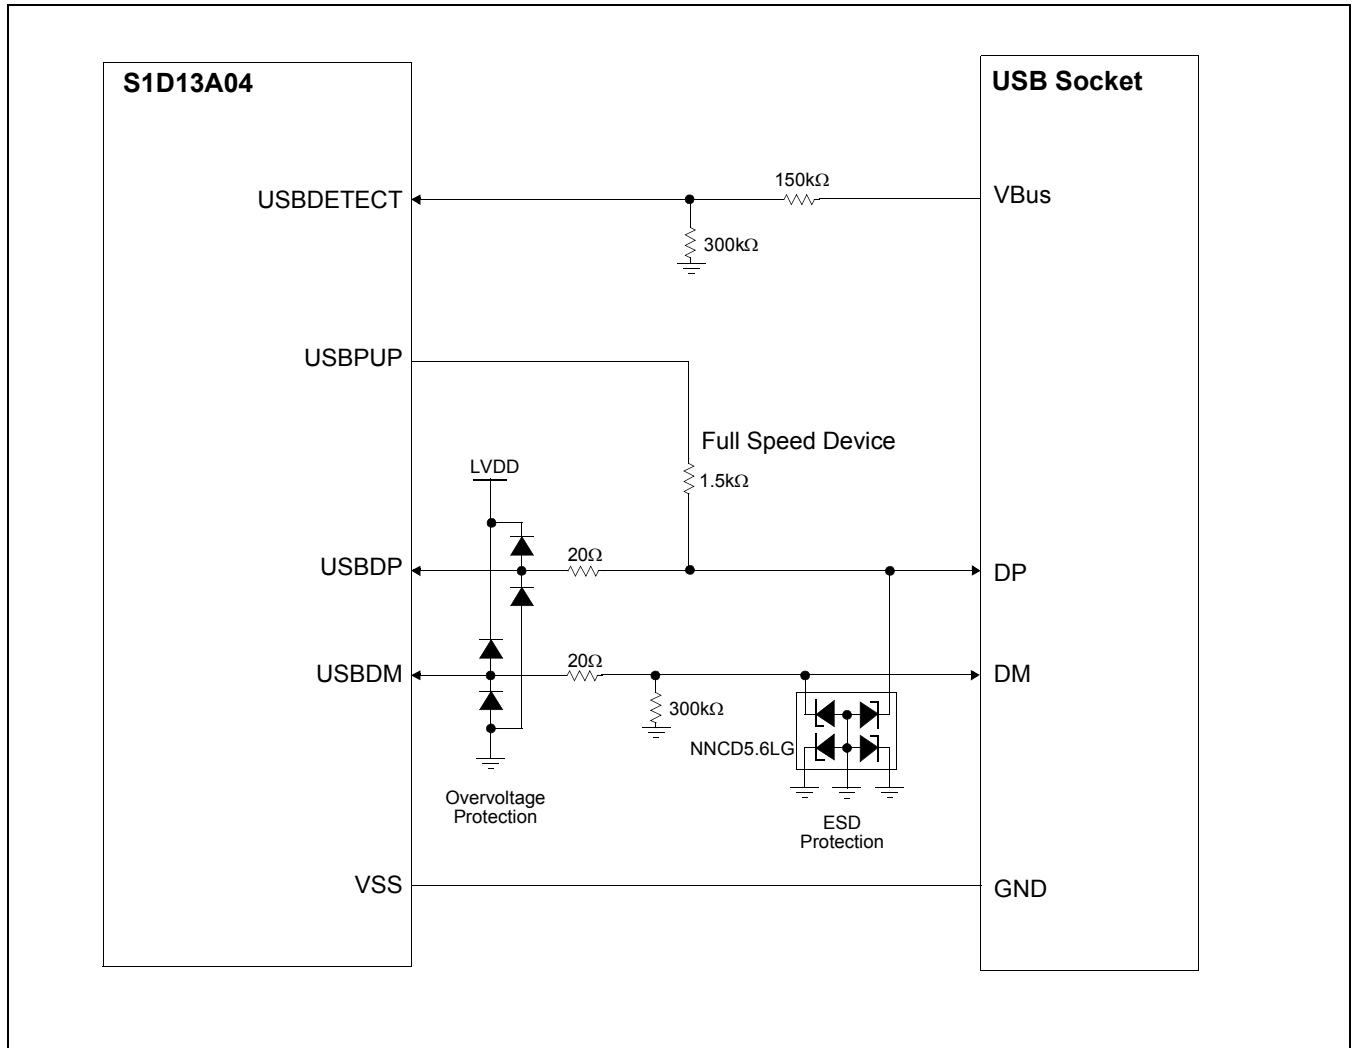 S1D13A04
USB Socket
150kΩ
USBDETECT
VBus
300kΩ
USBPUP
Full Speed Device
LVDD
1.5kΩ
USBDP
20Ω
DP
USBDM
20Ω
DM
300kΩ
NNCD5.6LG
Overvoltage
Protection
ESD
Protection
VSS
GND